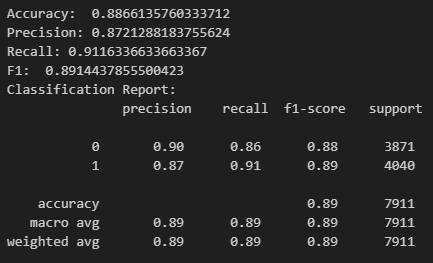 Accuracy:  0.8866135760333712
Precision: 0.8721288183755624
Recall: 0.9116336633663367
F1:  0.8914437855500423
Classification Report:
              precision    recall  f1-score   support

           0       0.90      0.86      0.88      3871
           1       0.87      0.91      0.89      4040

    accuracy                           0.89      7911
   macro avg       0.89      0.89      0.89      7911
weighted avg       0.89      0.89      0.89      7911